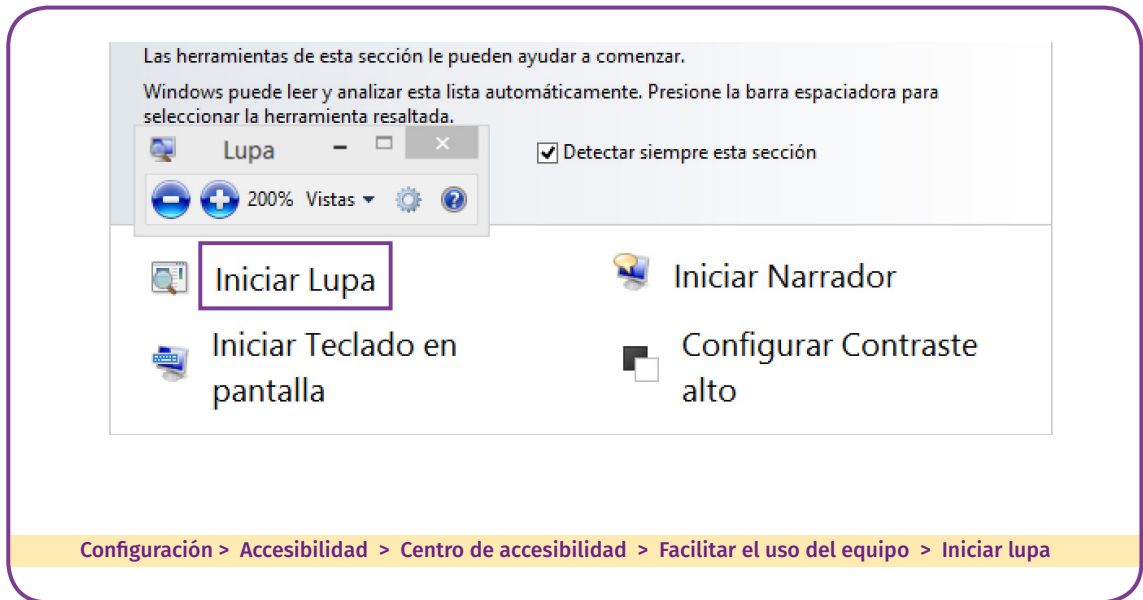 Las herramientas de esta sección le pueden ayudar a comenzar.
Windows puede leer y analizar esta lista automáticamente. Presione la barra espaciadora para
seleccionar la herramienta resaltada.
Lupa
Detectar siempre esta sección
200% Vistas
Iniciar Lupa
Iniciar Narrador
Iniciar Teclado en
pantalla
Configurar Contraste
alto
Configuración > Accesibilidad > Centro de accesibilidad > Facilitar el uso del equipo > Iniciar lupa